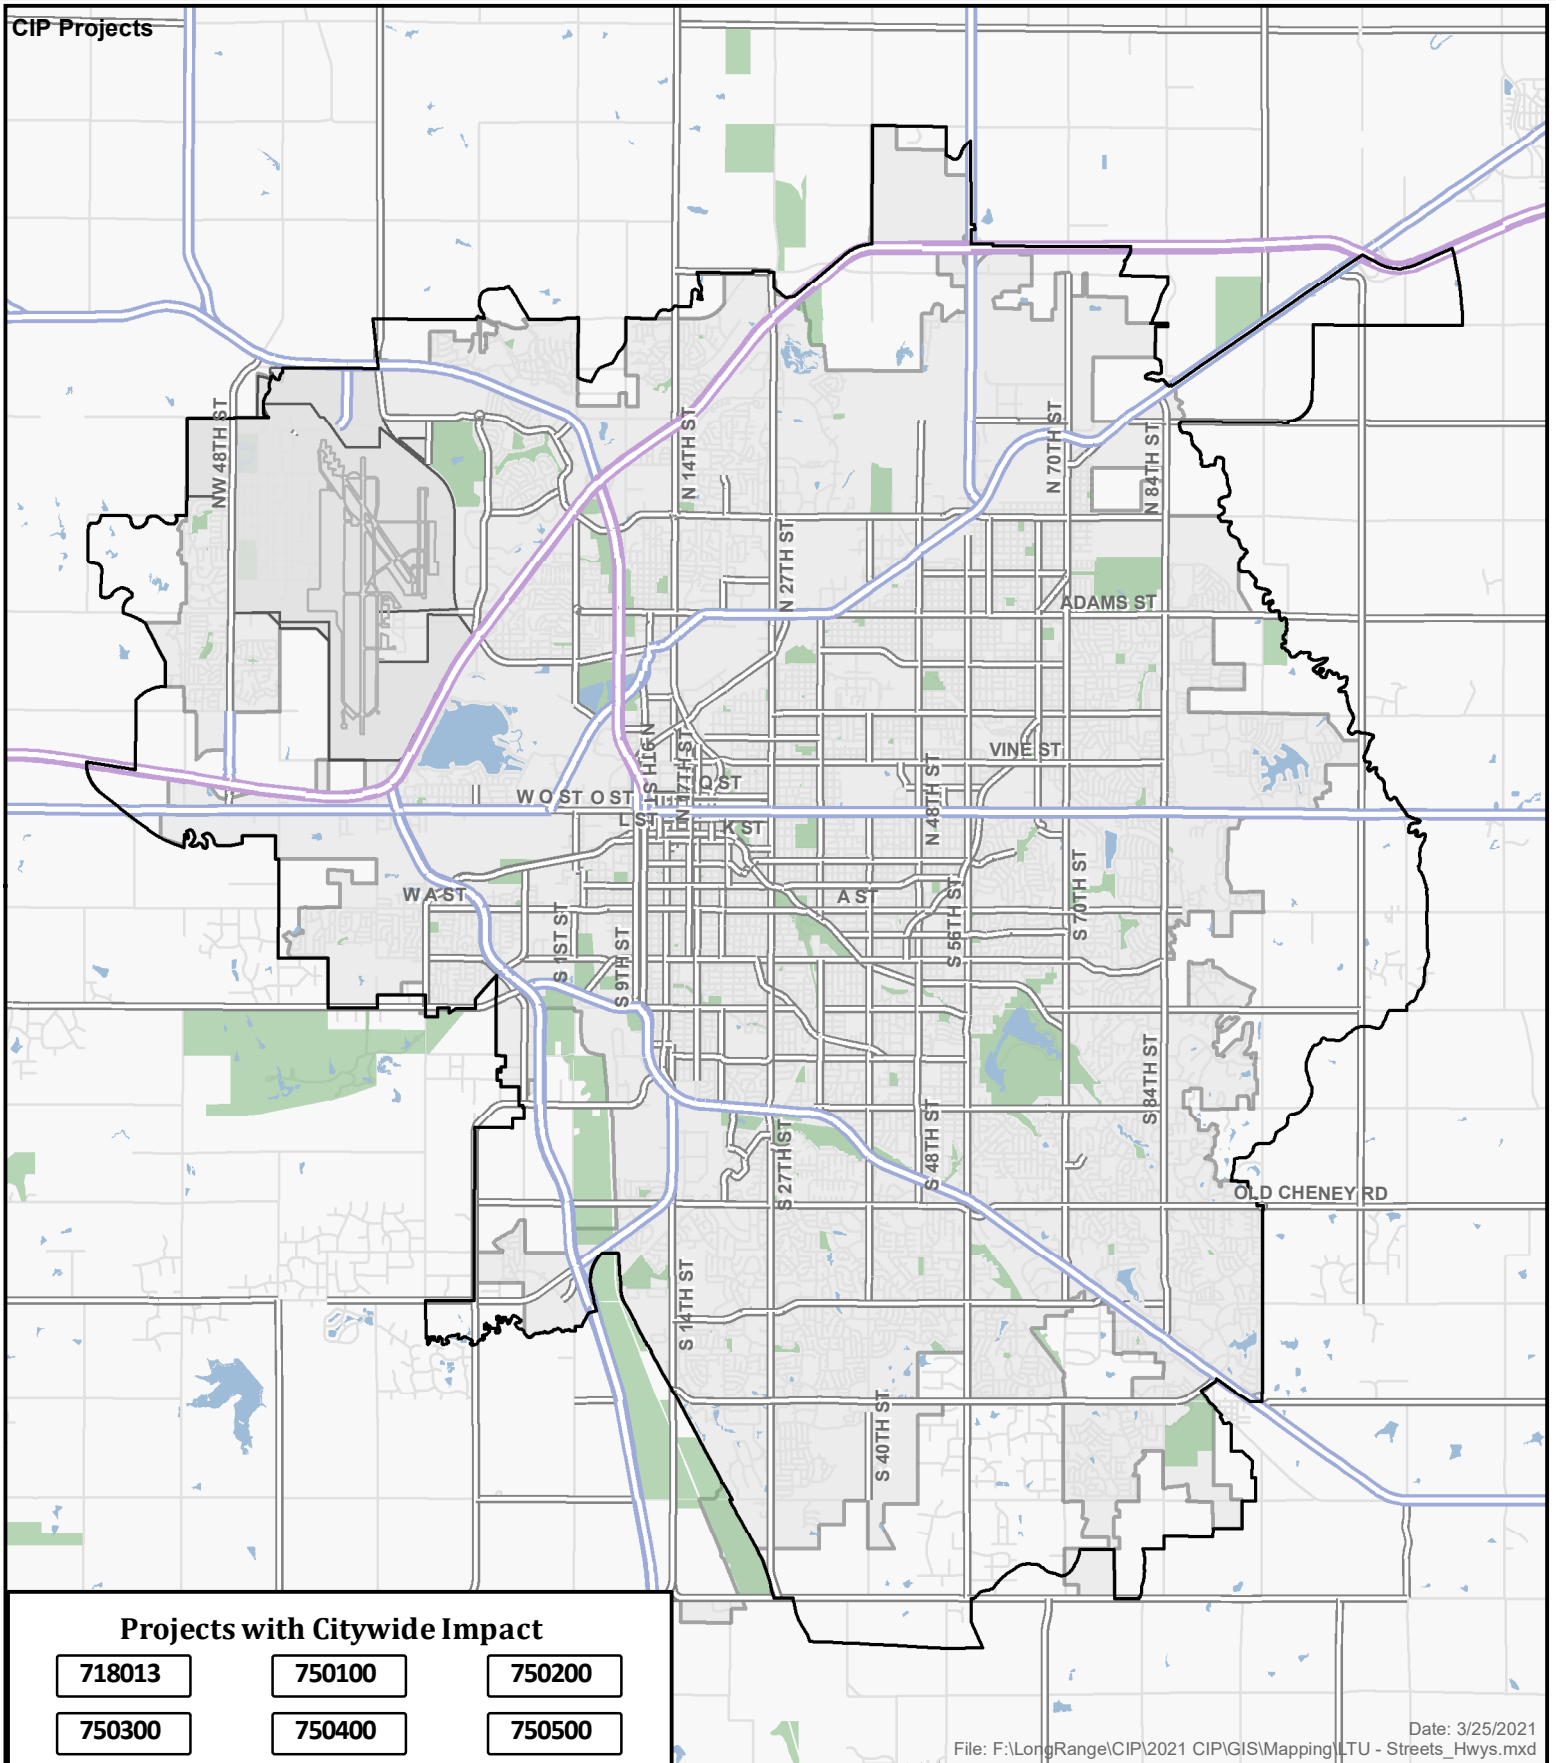 CIP Projects
NW 48TH ST
N 14TH ST
N 70TH ST
N 84TH ST
N 27TH ST
ADAMS ST
N 9TH ST
N 17TH ST
VINE ST
N 48TH ST
W O ST
O ST
Q ST
L ST
K ST
W A ST
A ST
S 1ST ST
S 9TH ST
S 56TH ST
S 70TH ST
S 84TH ST
S 27TH ST
S 48TH ST
OLD CHENEY RD
S 14TH ST
S 40TH ST
Projects with Citywide Impact
718013 750100 750200
750300 750400 750500
Date: 3/25/2021
File: F:\LongRange\CIP\2021 CIP\GIS\Mapping\LTU - Streets_Hwys.mxd